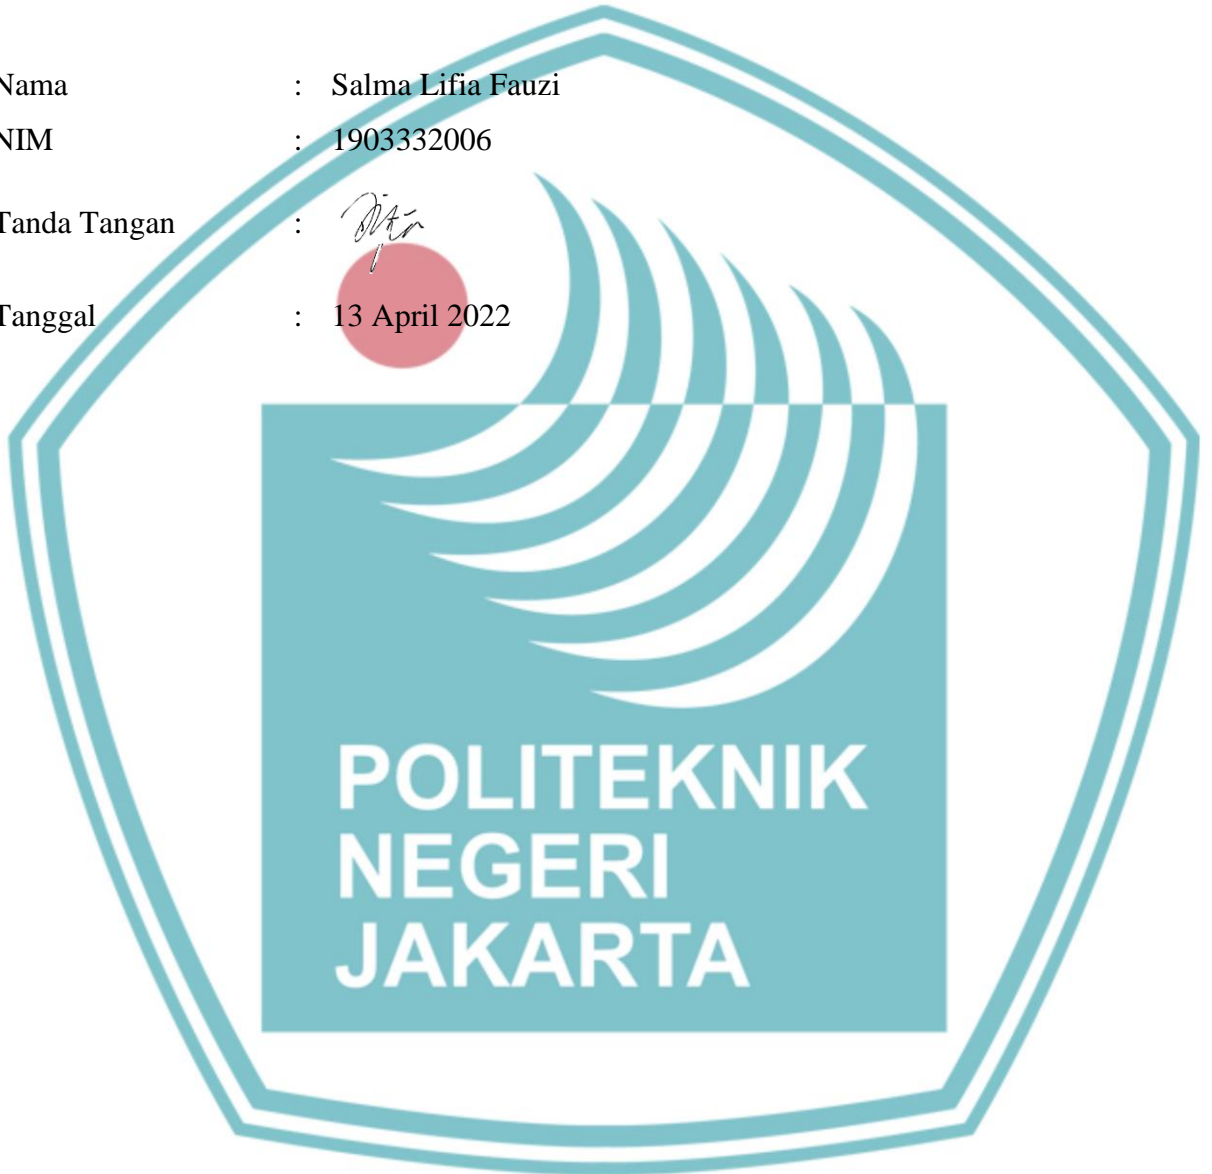 Nama : Salma Lifia Fauzi
NIM : 1903332006
Tanda Tangan :
Tanggal : 13 April 2022
POLITEKNIK
NEGERI
JAKARTA